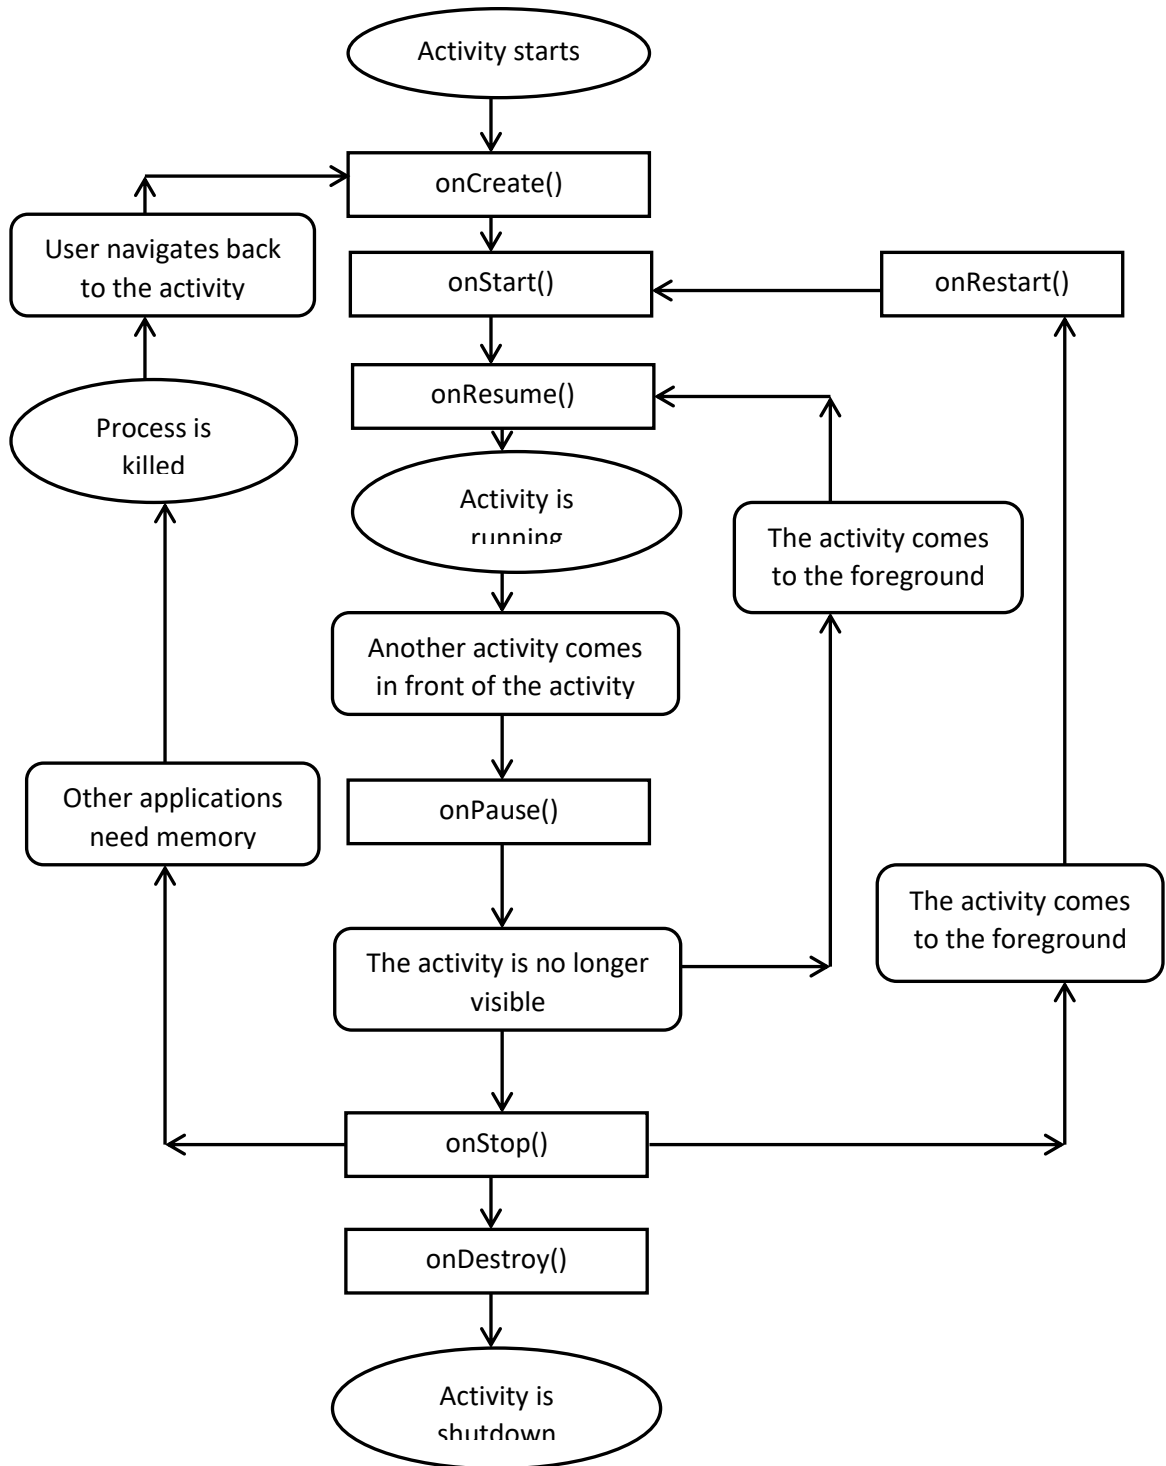 Activity starts
onCreate()
User navigates back
to the activity
onStart()
onRestart()
onResume()
Process is
killed
Activity is
running
The activity comes
to the foreground
Another activity comes
in front of the activity
Other applications
need memory
onPause()
The activity comes
to the foreground
The activity is no longer
visible
onStop()
onDestroy()
Activity is
shutdown